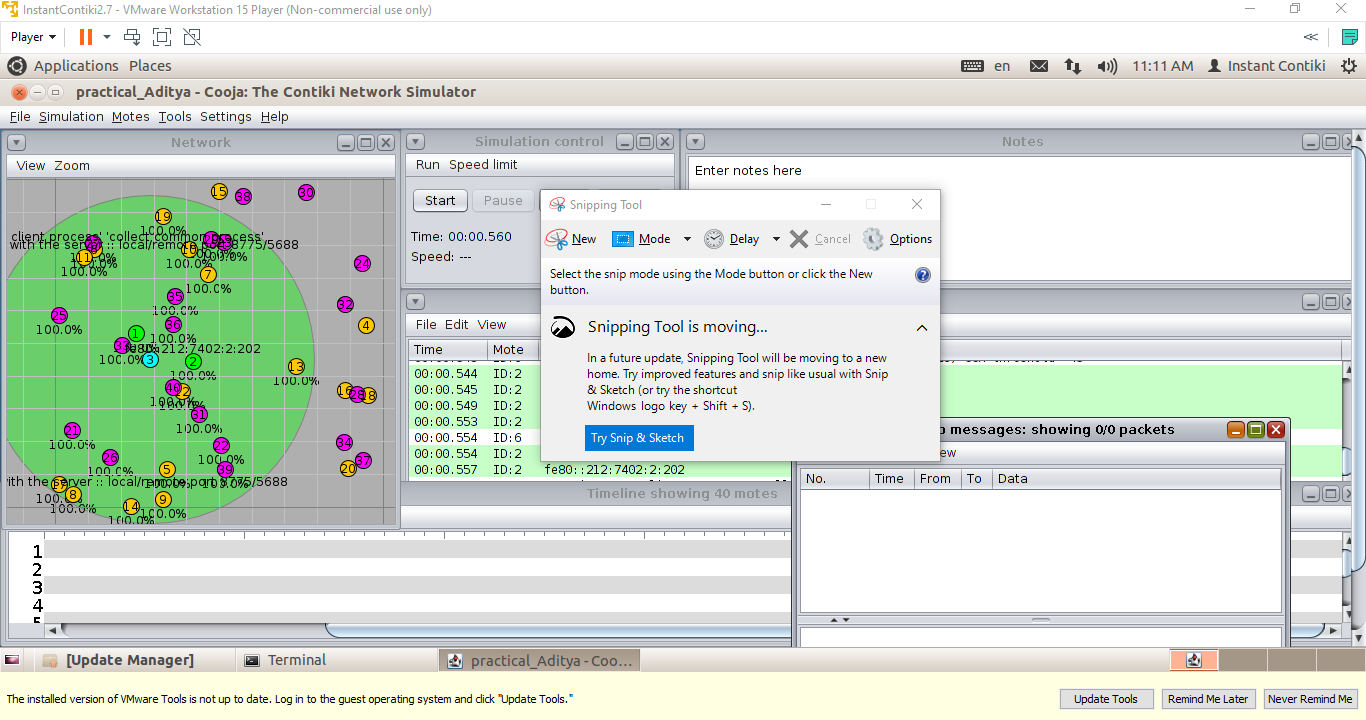 InstantContiki2.7 - VMware Workstation 15 Player (Non-commercial use only)
Player
Applications Places
en
11:11 AM
Instant Contiki
practical_Aditya - Cooja: The Contiki Network Simulator
File Simulation Motes Tools Settings Help
Network
View Zoom
15
38
30
19
100.0%
client process' 'collect common process'
with the server :: local/remote port 8775/5688
11
100.0%
10
100.0%
7
100.0%
24
35
32
25
100.0%
36
100.0%
4
1
33
100.0%
fe80::212:7402:2:202
3
2
100.0%
13
100.0%
40
100.0%
16
28
18
31
100.0%
21
100.0%
22
100.0%
34
26
100.0%
5
39
37
20
with the server :: local/remote port 8775/5688
8
100.0%
14
100.0%
9
100.0%
Simulation control
Run Speed limit
Start
Pause
Time: 00:00.560
Speed: ---
Notes
Enter notes here
File Edit View
Time Mote
00:00.544 ID:2
00:00.545 ID:2
00:00.549 ID:2
00:00.553 ID:2
00:00.554 ID:6
00:00.554 ID:2
00:00.557 ID:2 fe80::212:7402:2:202
Snipping Tool
New Mode Delay Cancel Options
Select the snip mode using the Mode button or click the New
button.
Snipping Tool is moving...
In a future update, Snipping Tool will be moving to a new
home. Try improved features and snip like usual with Snip
& Sketch (or try the shortcut
Windows logo key + Shift + S).
Try Snip & Sketch
messages: showing 0/0 packets
No. Time From To Data
Timeline showing 40 motes
1
2
3
4
5
[Update Manager]
Terminal
practical_Aditya - Coo...
The installed version of VMware Tools is not up to date. Log in to the guest operating system and click "Update Tools."
Update Tools
Remind Me Later
Never Remind Me